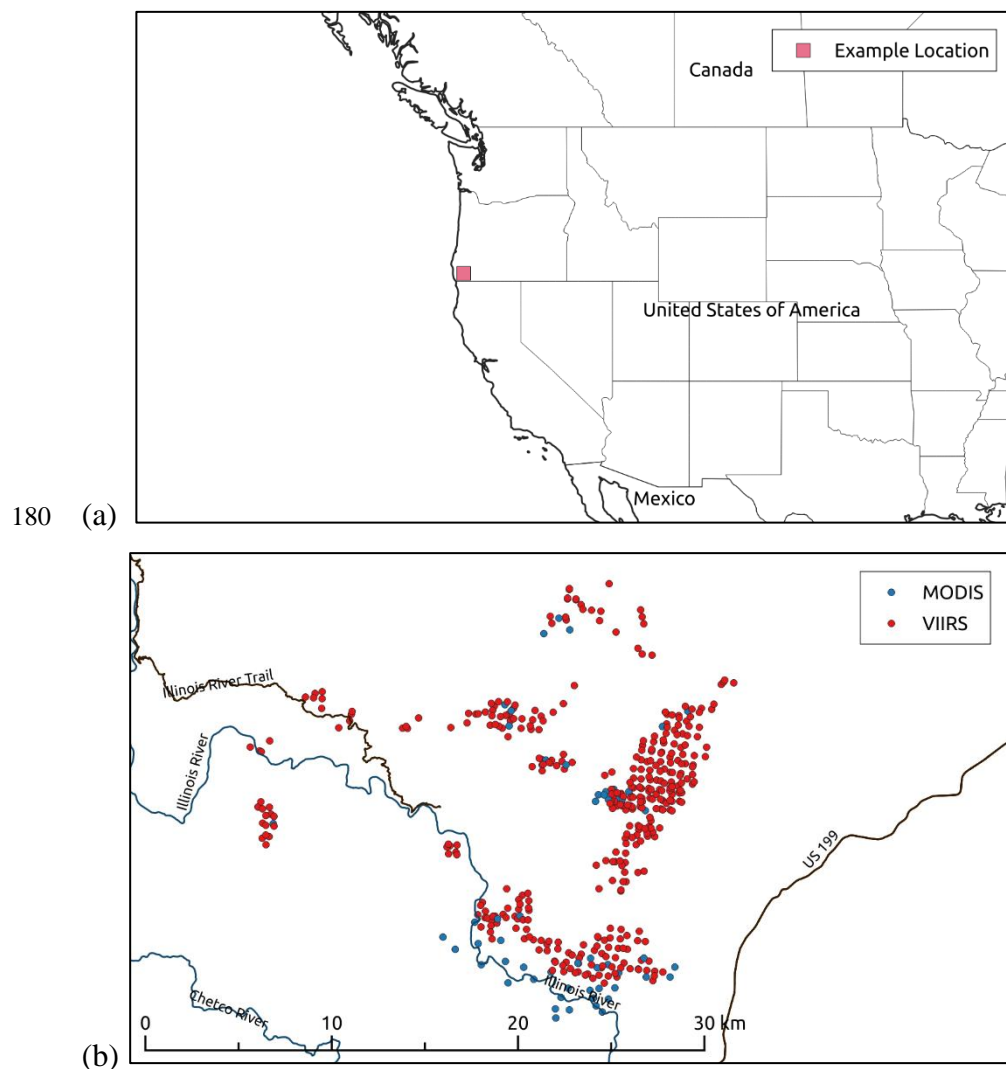 Example Location
Canada
United States of America
Mexico
180 (a)
MODIS
VIIRS
Illinois River Trail
Illinois River
US 199
Illinois River
Chetco River
0 10 20 30 km
(b)